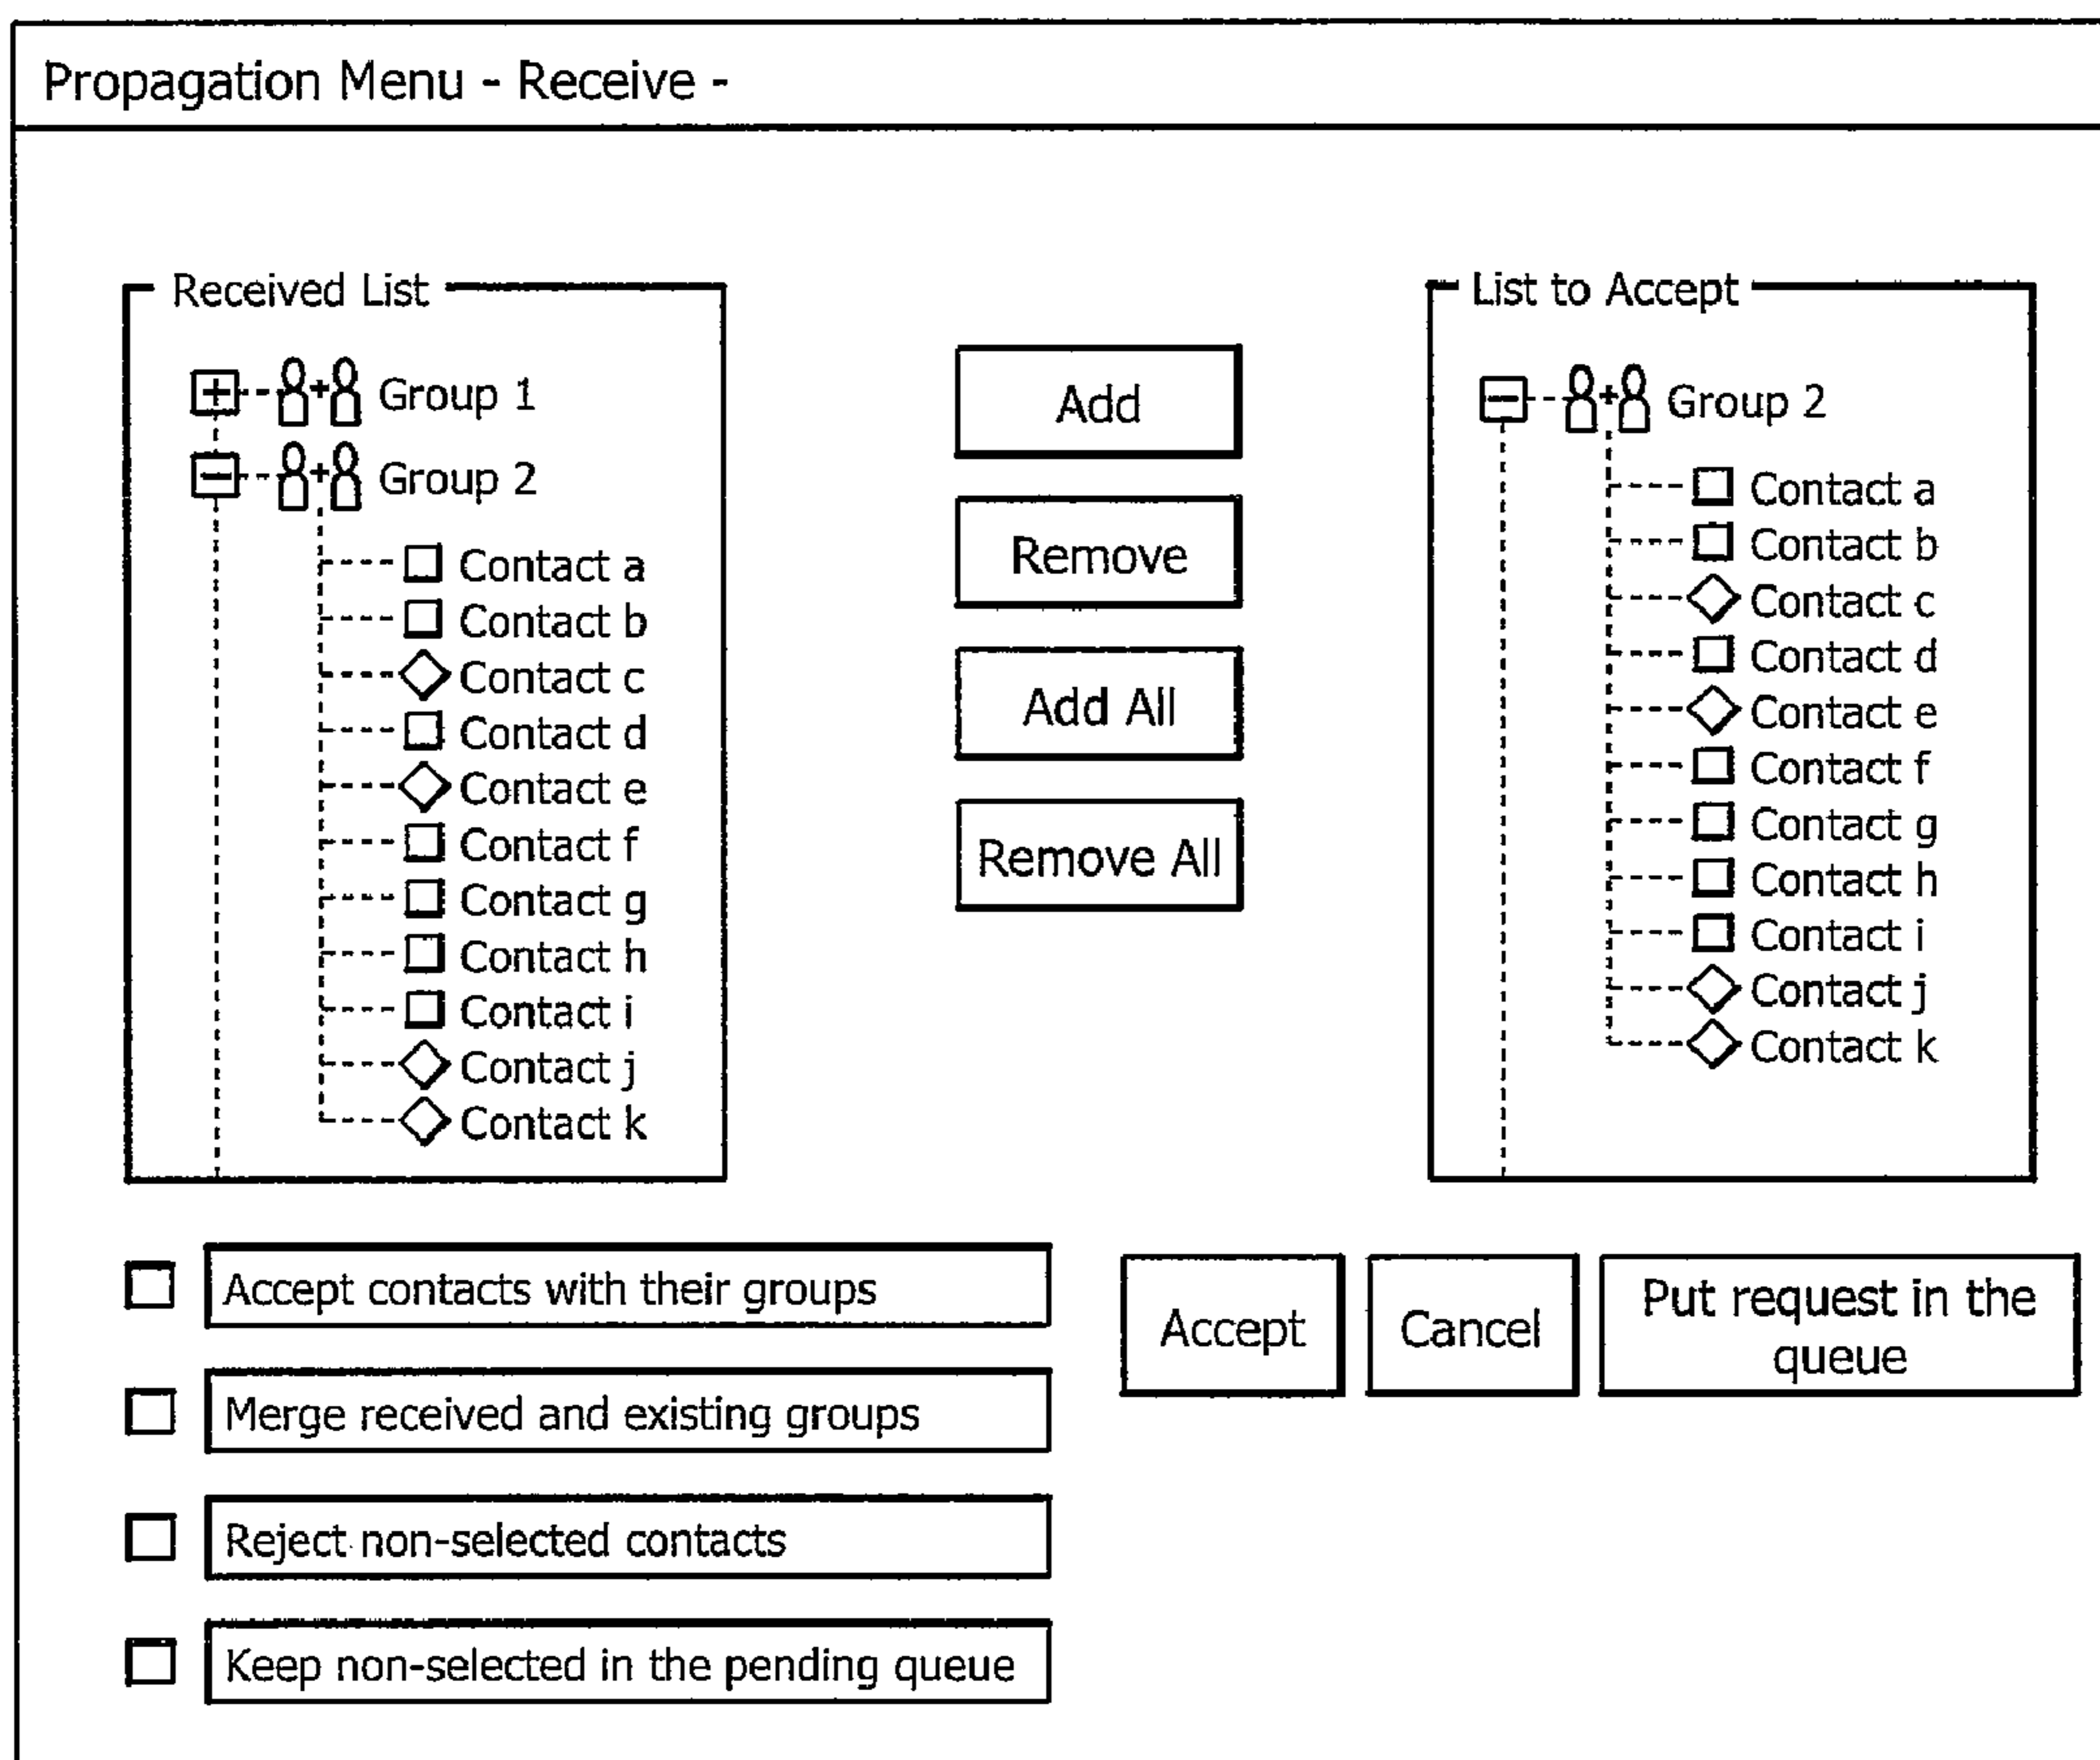 Propagation Menu - Receive -
Received List
Group 1
Group 2
Contact a
Contact b
Contact c
Contact d
Contact e
Contact f
Contact g
Contact h
Contact i
Contact j
Contact k
Add
Remove
Add All
Remove All
List to Accept
Group 2
Contact a
Contact b
Contact c
Contact d
Contact e
Contact f
Contact g
Contact h
Contact i
Contact j
Contact k
Accept contacts with their groups
Merge received and existing groups
Reject non-selected contacts
Keep non-selected in the pending queue
Accept
Cancel
Put request in the
queue